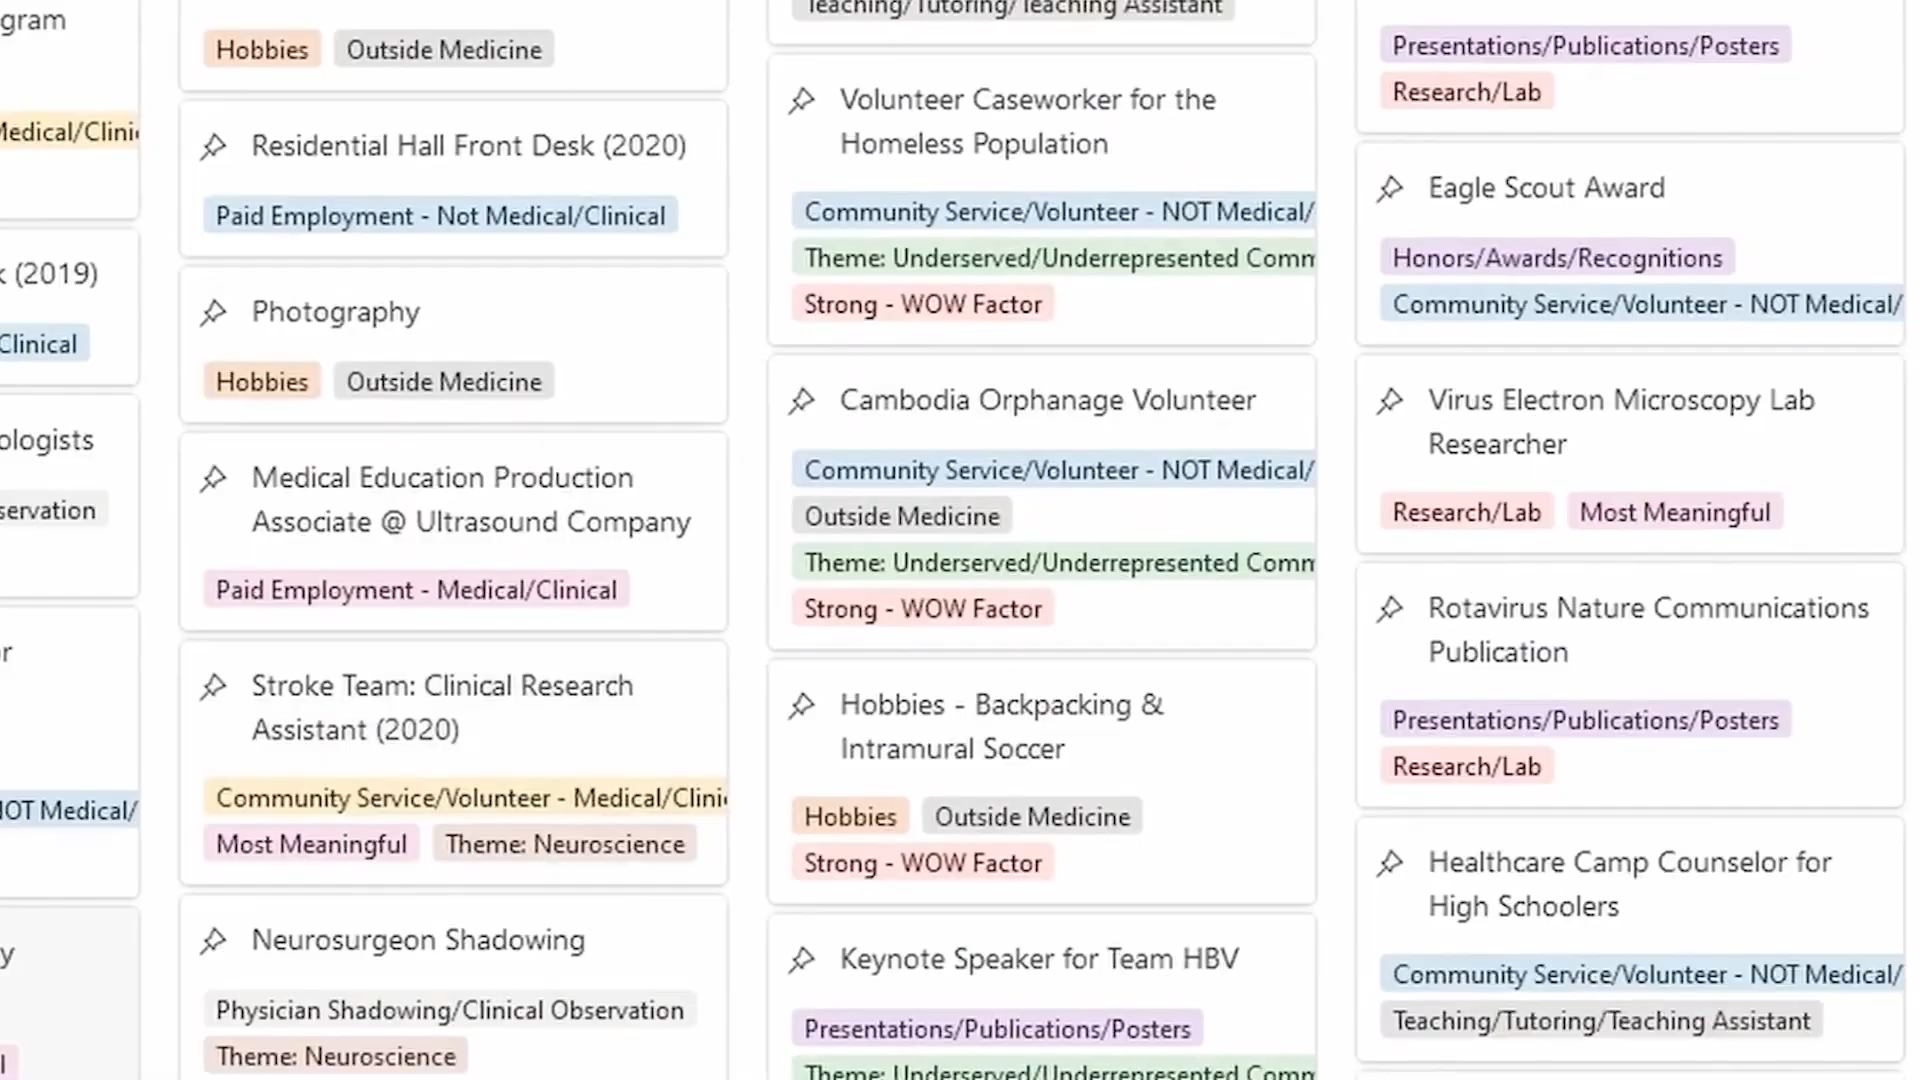 gram
Medical/Clini
k (2019)
Clinical
ologists
servation
r
NOT Medical/
y
l
Hobbies Outside Medicine
Residential Hall Front Desk (2020)
Paid Employment - Not Medical/Clinical
Photography
Hobbies Outside Medicine
Medical Education Production
Associate @ Ultrasound Company
Paid Employment - Medical/Clinical
Stroke Team: Clinical Research
Assistant (2020)
Community Service/Volunteer - Medical/Clini
Most Meaningful Theme: Neuroscience
Neurosurgeon Shadowing
Physician Shadowing/Clinical Observation
Theme: Neuroscience
Teaching/Tutoring/Teaching Assistant
Volunteer Caseworker for the
Homeless Population
Community Service/Volunteer - NOT Medical/
Theme: Underserved/Underrepresented Comm
Strong - WOW Factor
Cambodia Orphanage Volunteer
Community Service/Volunteer - NOT Medical/
Outside Medicine
Theme: Underserved/Underrepresented Comm
Strong - WOW Factor
Hobbies - Backpacking &
Intramural Soccer
Hobbies Outside Medicine
Strong - WOW Factor
Keynote Speaker for Team HBV
Presentations/Publications/Posters
Theme: Underserved/Underrepresented Comm
Presentations/Publications/Posters
Research/Lab
Eagle Scout Award
Honors/Awards/Recognitions
Community Service/Volunteer - NOT Medical/
Virus Electron Microscopy Lab
Researcher
Research/Lab Most Meaningful
Rotavirus Nature Communications
Publication
Presentations/Publications/Posters
Research/Lab
Healthcare Camp Counselor for
High Schoolers
Community Service/Volunteer - NOT Medical/
Teaching/Tutoring/Teaching Assistant